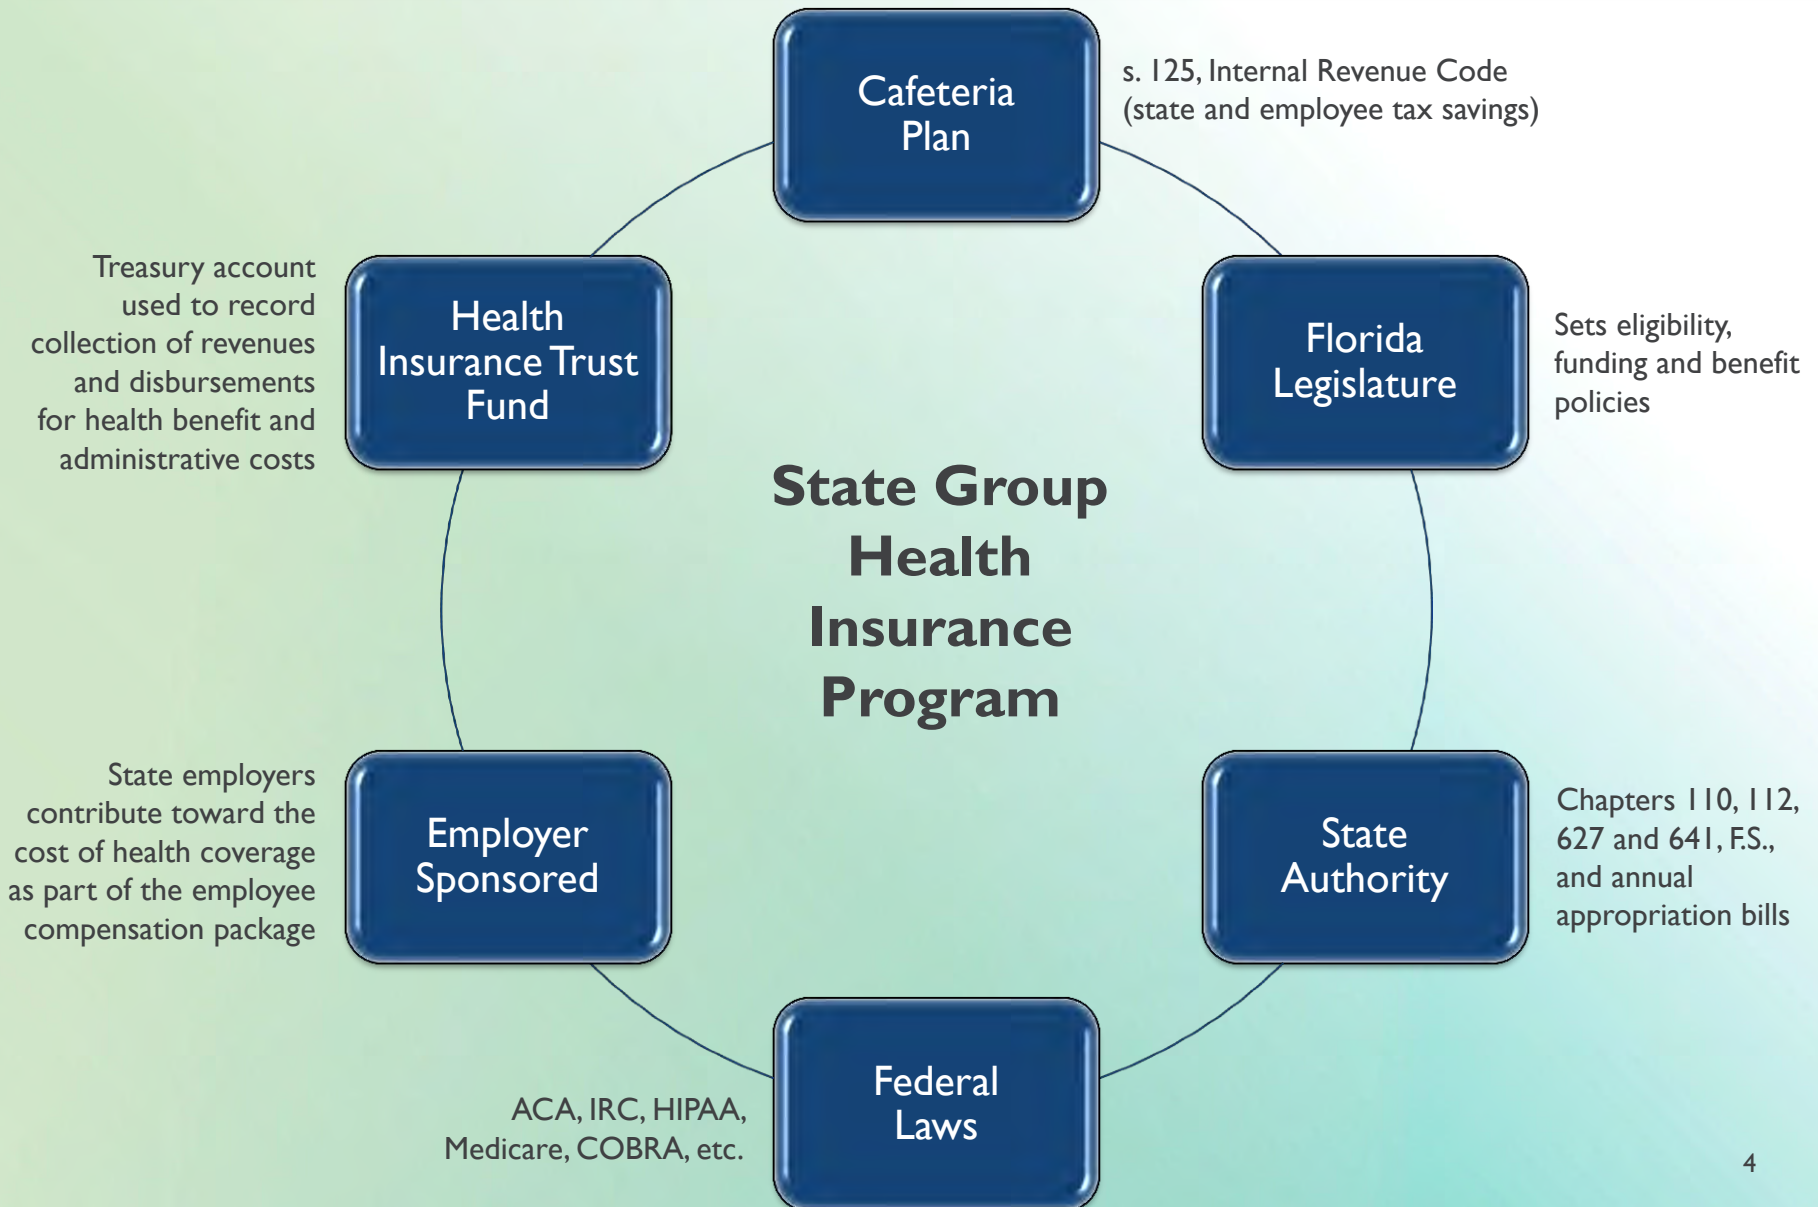 Cafeteria
Plan
s. 125, Internal Revenue Code
(state and employee tax savings)
Florida
Legislature
Sets eligibility,
funding and benefit
policies
State
Authority
Chapters 110, 112,
627 and 641, F.S.,
and annual
appropriation bills
Federal
Laws
ACA, IRC, HIPAA,
Medicare, COBRA, etc.
Employer
Sponsored
State employers
contribute toward the
cost of health coverage
as part of the employee
compensation package
Health
Insurance Trust
Fund
Treasury account
used to record
collection of revenues
and disbursements
for health benefit and
administrative costs
State Group
Health
Insurance
Program
4